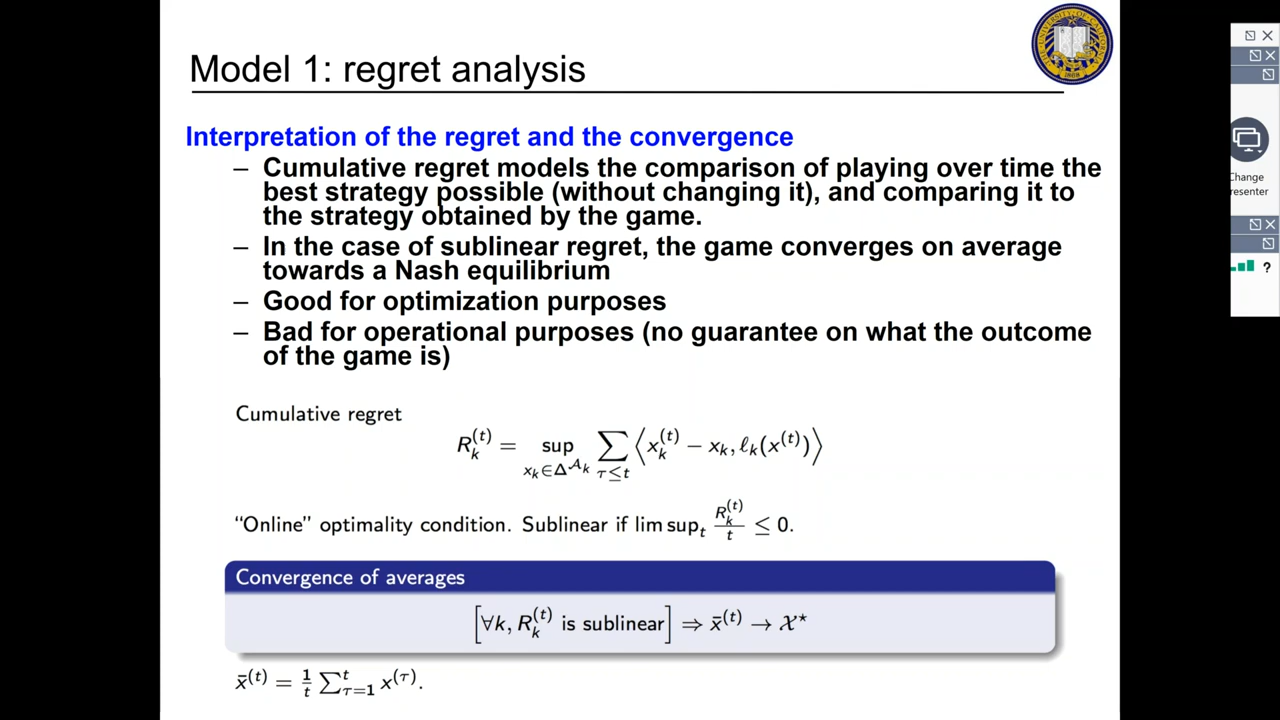 Model 1: regret analysis
Interpretation of the regret and the convergence
– Cumulative regret models the comparison of playing over time the
best strategy possible (without changing it), and comparing it to
the strategy obtained by the game.
– In the case of sublinear regret, the game converges on average
towards a Nash equilibrium
– Good for optimization purposes
– Bad for operational purposes (no guarantee on what the outcome
of the game is)
Cumulative regret
R_k^{(t)} = sup_{x_k∈Δ^{A_k}} ∑_{τ≤t} ⟨x_k^{(t)} − x_k, ℓ_k(x^{(t)})⟩
“Online” optimality condition. Sublinear if lim sup_t R_k^{(t)}/t ≤ 0.
Convergence of averages
[∀k, R_k^{(t)} is sublinear] ⇒ x̄^{(t)} → X*
x̄^{(t)} = 1/t ∑_{τ=1}^{t} x^{(τ)}.
Change
resenter
?